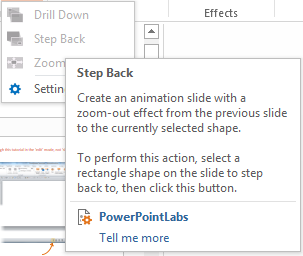 Drill Down
Effects
Step Back
Zoom
Settin
Step Back
Create an animation slide with a
zoom-out effect from the previous slide
to the currently selected shape.
To perform this action, select a
rectangle shape on the slide to step
back to, then click this button.
PowerPointLabs
Tell me more